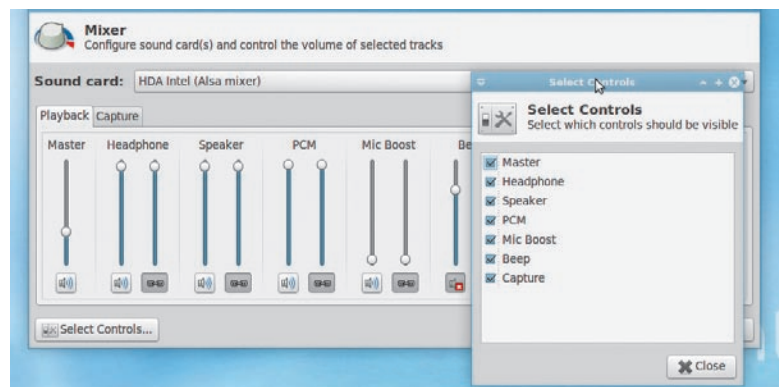 Mixer
Configure sound card(s) and control the volume of selected tracks
Sound card: HDA Intel (Alsa mixer)
Playback Capture
Master Headphone Speaker PCM Mic Boost Be
Select Controls...
Select Controls
Select Controls
Select which controls should be visible
Master
Headphone
Speaker
PCM
Mic Boost
Beep
Capture
Close